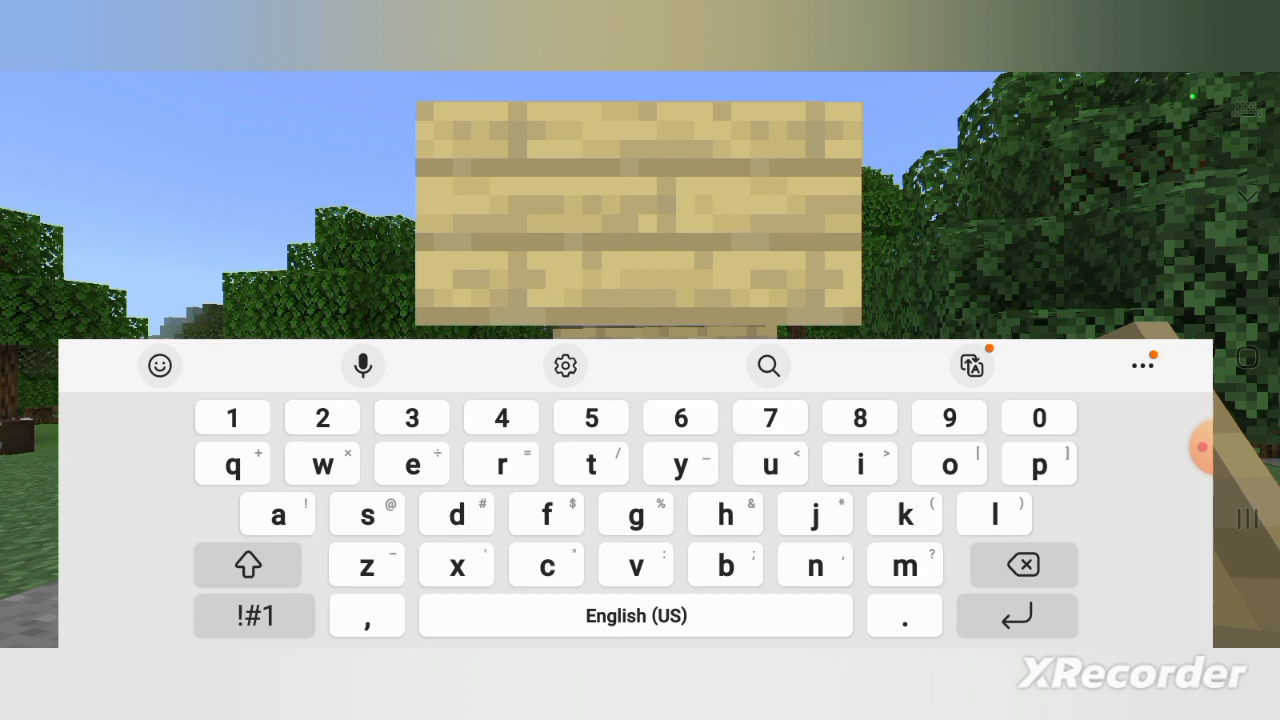 1 2 3 4 5 6 7 8 9 0
q + w × e ÷ r = t / y _ u < i > o [ p ]
a ! s @ d # f $ g % h & j * k ( l )
z - x ' c " v : b ; n , m ?
!#1 , English (US) .
XRecorder